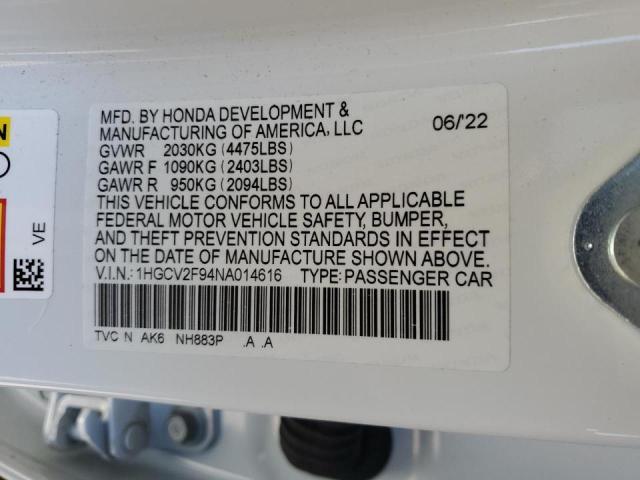 MFD. BY HONDA DEVELOPMENT &
MANUFACTURING OF AMERICA, LLC 06/'22
GVWR 2030KG (4475LBS)
GAWR F 1090KG (2403LBS)
GAWR R 950KG (2094LBS)
THIS VEHICLE CONFORMS TO ALL APPLICABLE
FEDERAL MOTOR VEHICLE SAFETY, BUMPER,
AND THEFT PREVENTION STANDARDS IN EFFECT
ON THE DATE OF MANUFACTURE SHOWN ABOVE.
V.I.N.: 1HGCV2F94NA014616 TYPE: PASSENGER CAR
TVC N AK6 NH883P .A .A
VE